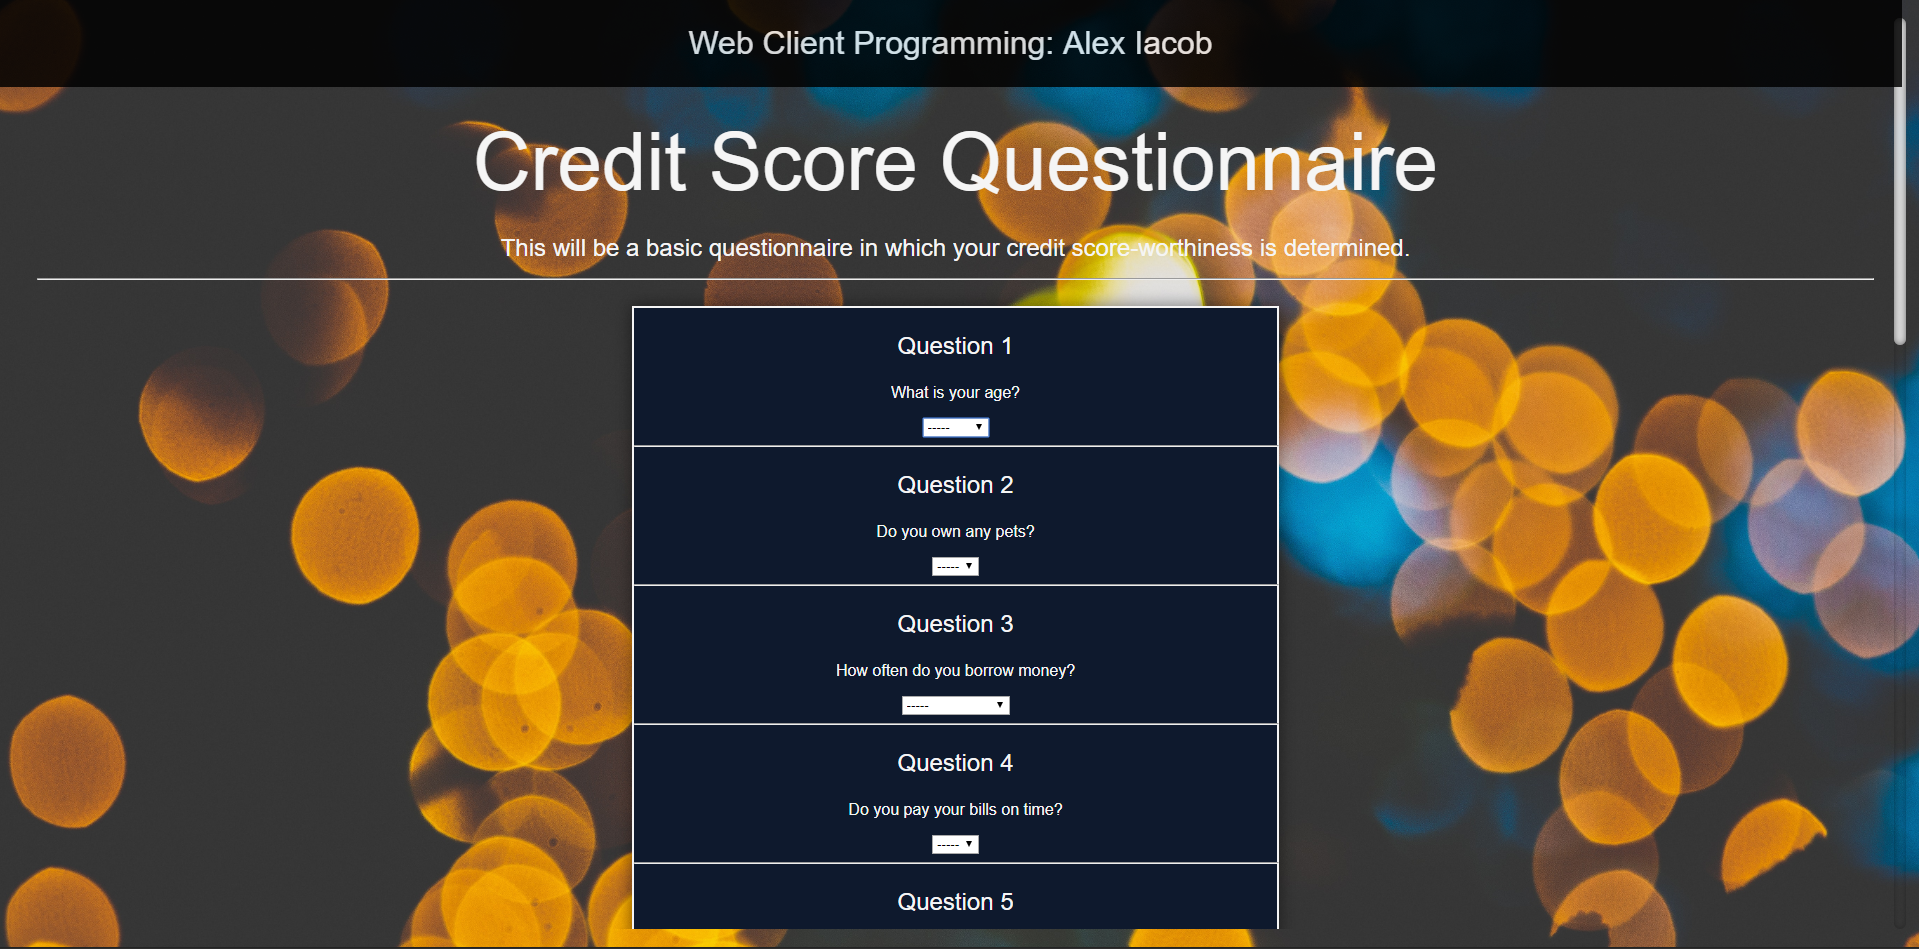 Web Client Programming: Alex Iacob
Credit Score Questionnaire
This will be a basic questionnaire in which your credit score-worthiness is determined.
Question 1
What is your age?
-----
Question 2
Do you own any pets?
-----
Question 3
How often do you borrow money?
-----
Question 4
Do you pay your bills on time?
-----
Question 5